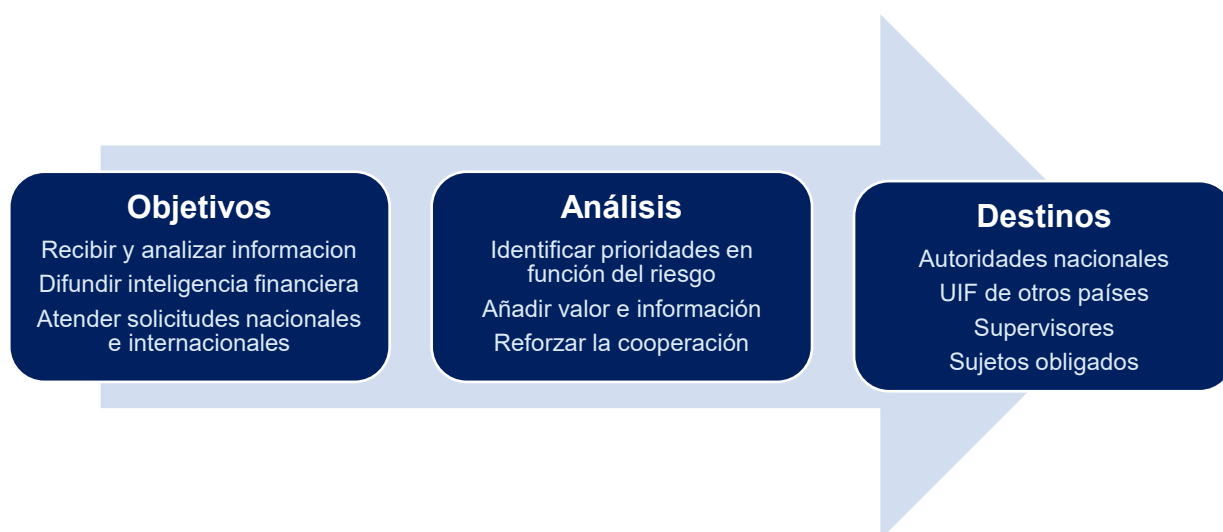 Objetivos
Recibir y analizar informacion
Difundir inteligencia financiera
Atender solicitudes nacionales
e internacionales
Análisis
Identificar prioridades en
función del riesgo
Añadir valor e información
Reforzar la cooperación
Destinos
Autoridades nacionales
UIF de otros países
Supervisores
Sujetos obligados